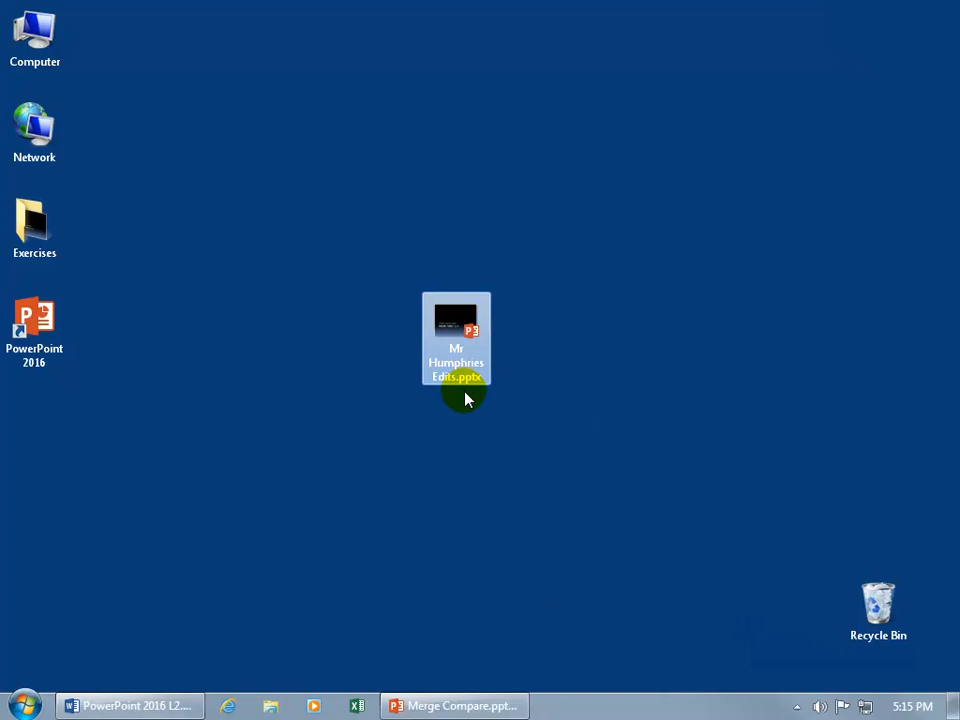 Computer
Network
Exercises
PowerPoint
2016
Mr
Humphries
Edits.pptx
Recycle Bin
PowerPoint 2016 L2....
Merge Compare.ppt...
5:15 PM